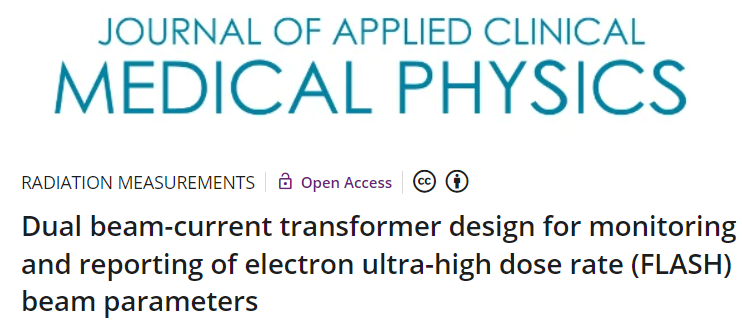 JOURNAL OF APPLIED CLINICAL
MEDICAL PHYSICS
RADIATION MEASUREMENTS Open Access cc
Dual beam-current transformer design for monitoring
and reporting of electron ultra-high dose rate (FLASH)
beam parameters